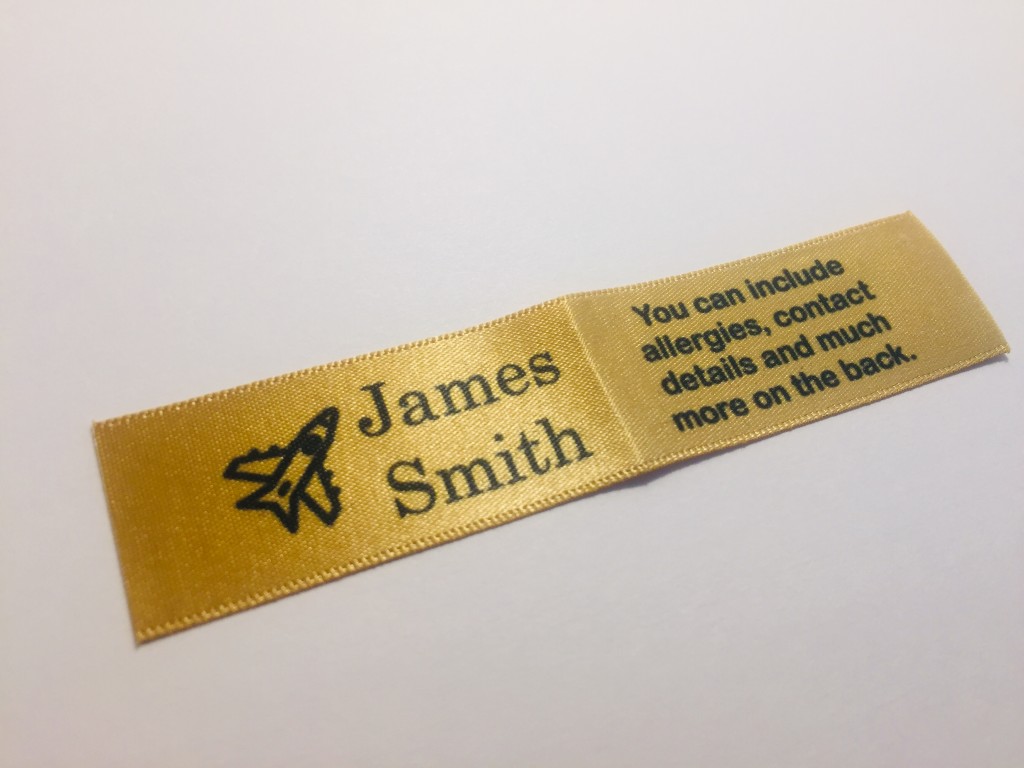 James
Smith
You can include
allergies, contact
details and much
more on the back.